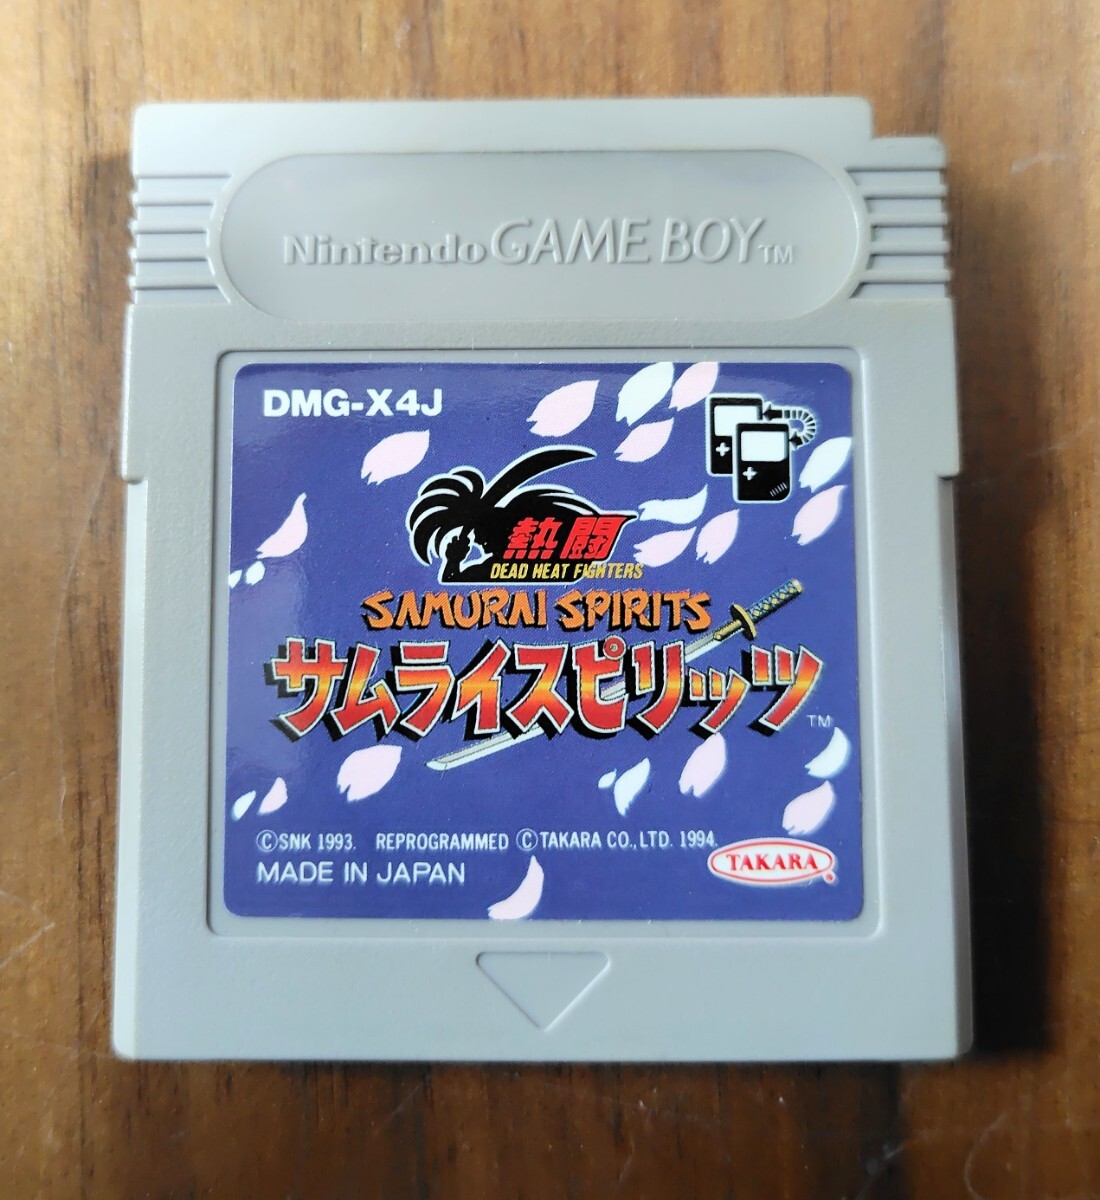 Nintendo GAME BOY TM
DMG-X4J
熱闘
DEAD HEAT FIGHTERS
SAMURAI SPIRITS
サムライスピリッツ TM
©SNK 1993. REPROGRAMMED ©TAKARA CO., LTD. 1994.
MADE IN JAPAN
TAKARA ®